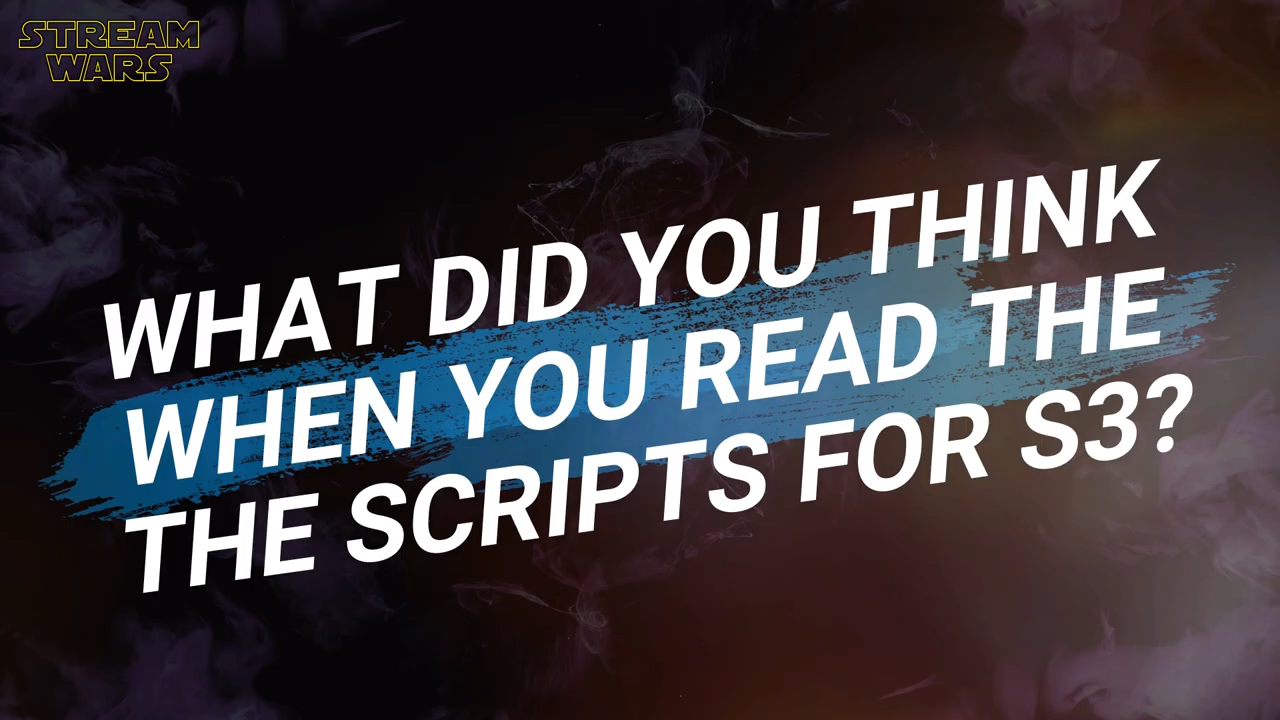 STREAM
WARS
WHAT DID YOU THINK
WHEN YOU READ THE
THE SCRIPTS FOR S3?